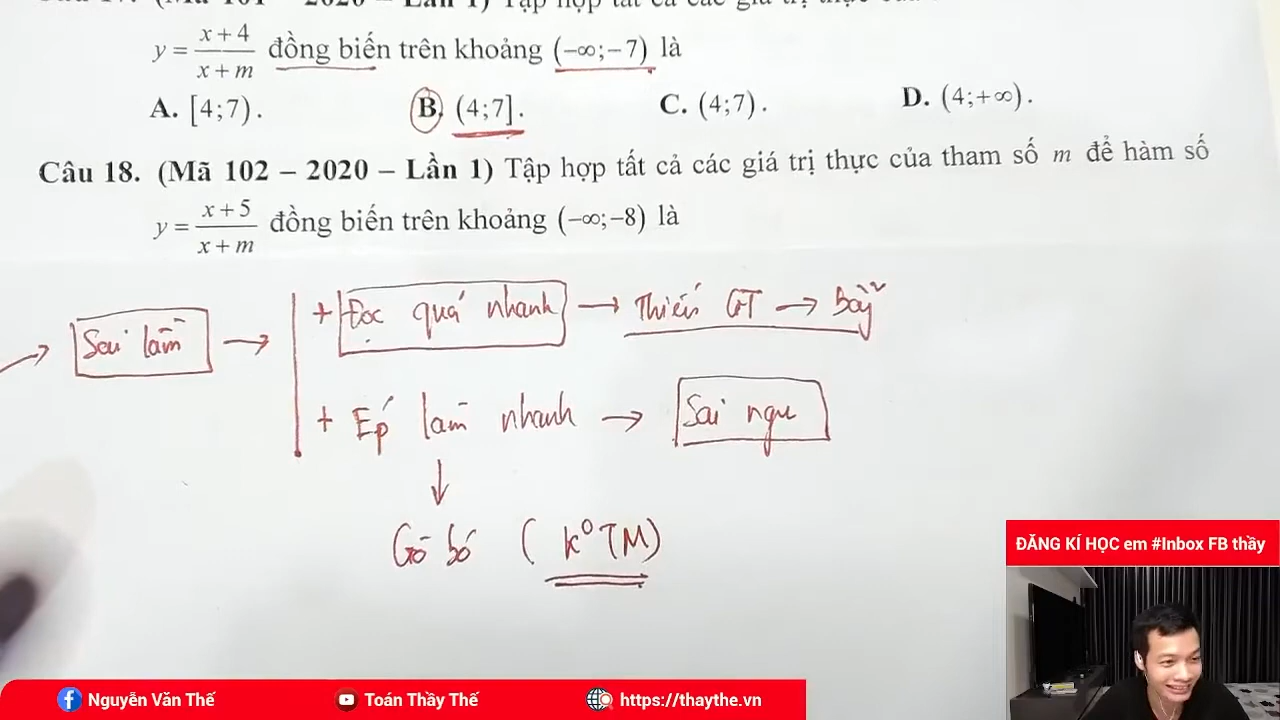 y = x + 4 / x + m đồng biến trên khoảng (−∞;−7) là
A. [4;7). B. (4;7]. C. (4;7). D. (4;+∞).
Câu 18. (Mã 102 – 2020 – Lần 1) Tập hợp tất cả các giá trị thực của tham số m để hàm số
y = x + 5 / x + m đồng biến trên khoảng (−∞;−8) là
Sai lầm → + Đọc quá nhanh → Thiếu GT → Bẫy
+ Ép làm nhanh → Sai ngu
↓
Gò bó ( k⁰TM)
ĐĂNG KÍ HỌC em #Inbox FB thầy
Nguyễn Văn Thế Toán Thầy Thế https://thaythe.vn